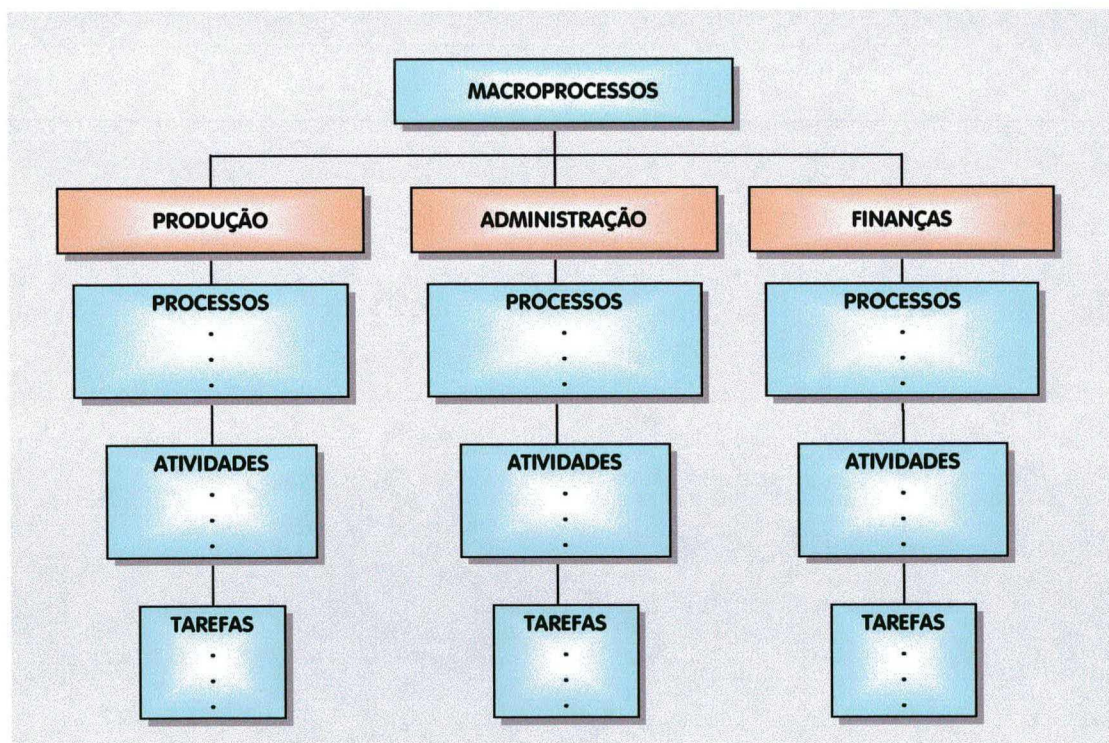 MACROPROCESSOS
PRODUÇÃO
ADMINISTRAÇÃO
FINANÇAS
PROCESSOS
PROCESSOS
PROCESSOS
ATIVIDADES
ATIVIDADES
ATIVIDADES
TAREFAS
TAREFAS
TAREFAS